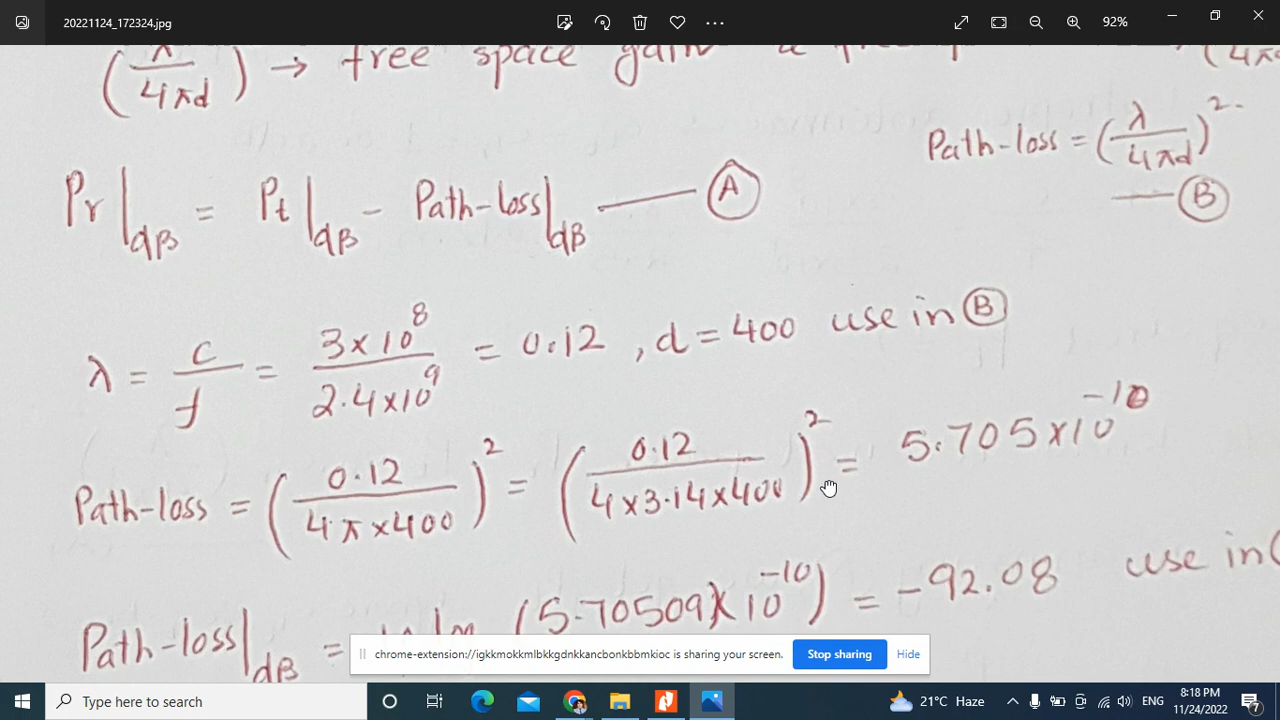 20221124_172324.jpg
92%
(λ/4πd) → free space gain
Path-loss = (λ/4πd)²
— Ⓑ
Pr|dB = Pt|dB - Path-loss|dB — Ⓐ
λ = c/f = 3×10⁸/2.4×10⁹ = 0.12 , d = 400 use in Ⓑ
Path-loss = (0.12/4π×400)² = (0.12/4×3.14×400)² = 5.705×10⁻¹⁰
Path-loss|dB = (5.70509×10⁻¹⁰) = -92.08 use in
chrome-extension://igkkmokkmlbkkgdnkkancbonkbbmkioc is sharing your screen.
Stop sharing
Hide
Type here to search
21°C Haze
8:18 PM
11/24/2022
7